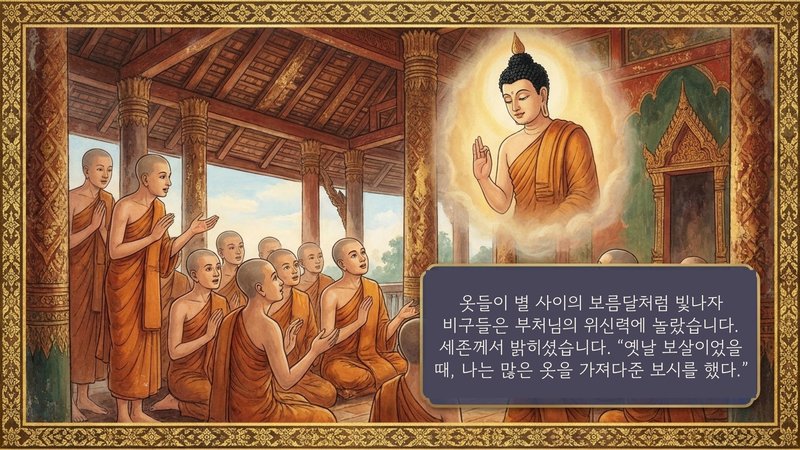 옷들이 별 사이의 보름달처럼 빛나자
비구들은 부처님의 위신력에 놀랐습니다.
세존께서 밝히셨습니다. “옛날 보살이었을
때, 나는 많은 옷을 가져다준 보시를 했다.”